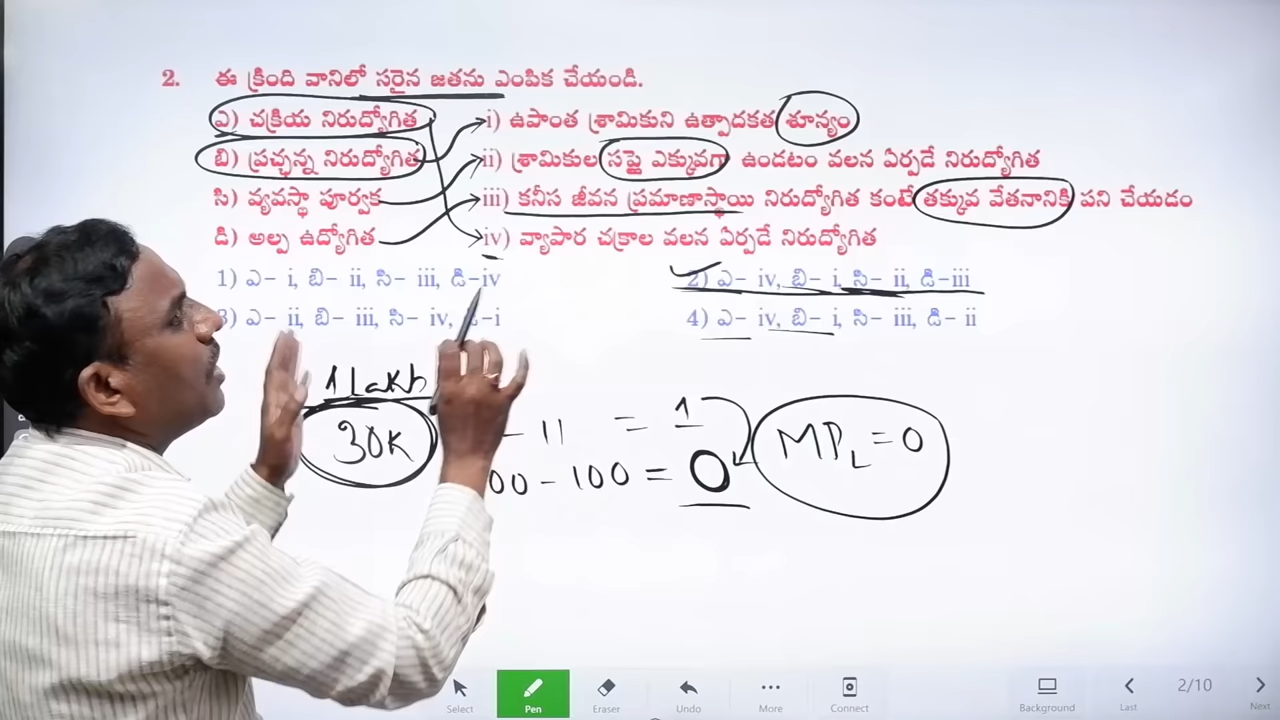 2. ఈ క్రింది వానిలో సరైన జతను ఎంపిక చేయండి.
ఎ) చక్రియ నిరుద్యోగిత
i) ఉపాంత శ్రామికుని ఉత్పాదకత శూన్యం
బి) ప్రచ్ఛన్న నిరుద్యోగిత
ii) శ్రామికుల సప్లై ఎక్కువగా ఉండటం వలన ఏర్పడే నిరుద్యోగిత
సి) వ్యవస్థా పూర్వక
iii) కనీస జీవన ప్రమాణాస్థాయి నిరుద్యోగిత కంటే తక్కువ వేతనానికి పని చేయడం
డి) అల్ప ఉద్యోగిత
iv) వ్యాపార చక్రాల వలన ఏర్పడే నిరుద్యోగిత
1) ఎ- i, బి- ii, సి- iii, డి-iv
2) ఎ- iv, బి- i, సి- ii, డి-iii
3) ఎ- ii, బి- iii, సి- iv, డి-i
4) ఎ- iv, బి- i, సి- iii, డి- ii
1 Lakh
30K
- 11 = 1
00 - 100 = 0
MPL = 0
Select
Pen
Eraser
Undo
More
Connect
Background
Last
2/10
Next